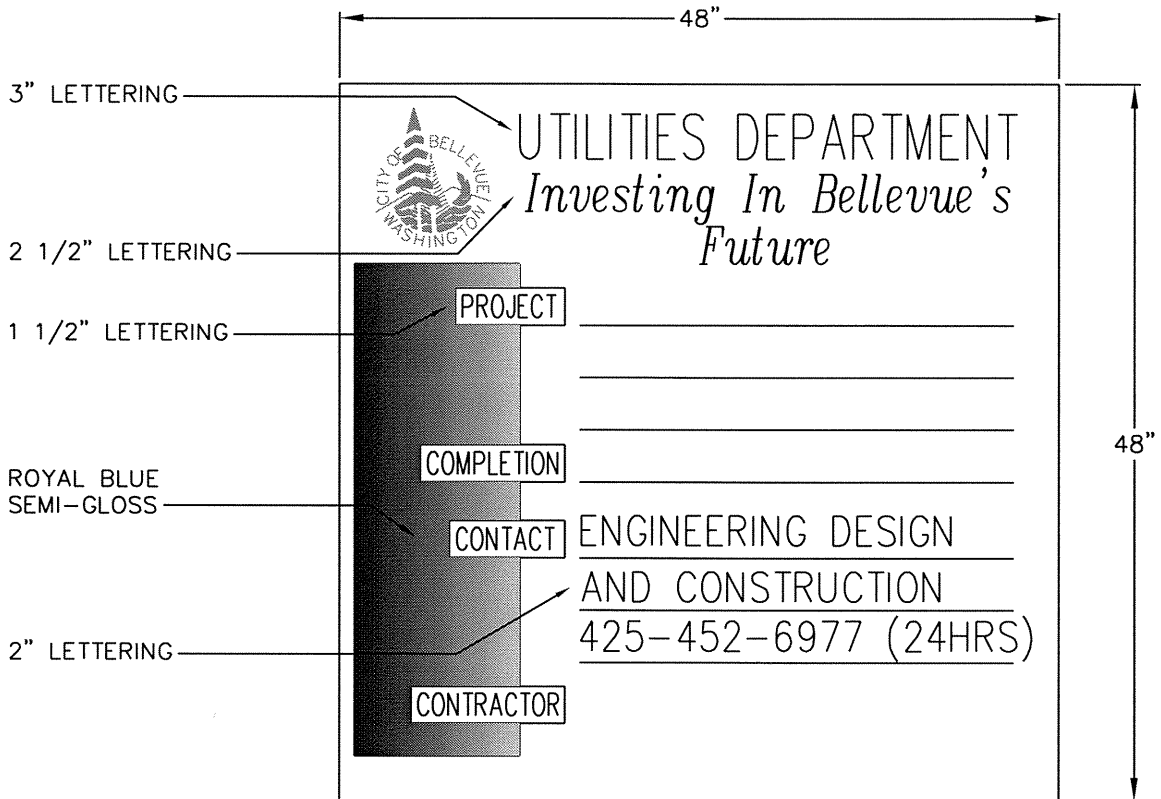 48"
3" LETTERING
CITY OF BELLEVUE
WASHINGTON
UTILITIES DEPARTMENT
Investing In Bellevue's
Future
2 1/2" LETTERING
PROJECT
1 1/2" LETTERING
48"
COMPLETION
ROYAL BLUE
SEMI-GLOSS
CONTACT ENGINEERING DESIGN
AND CONSTRUCTION
425-452-6977 (24HRS)
2" LETTERING
CONTRACTOR